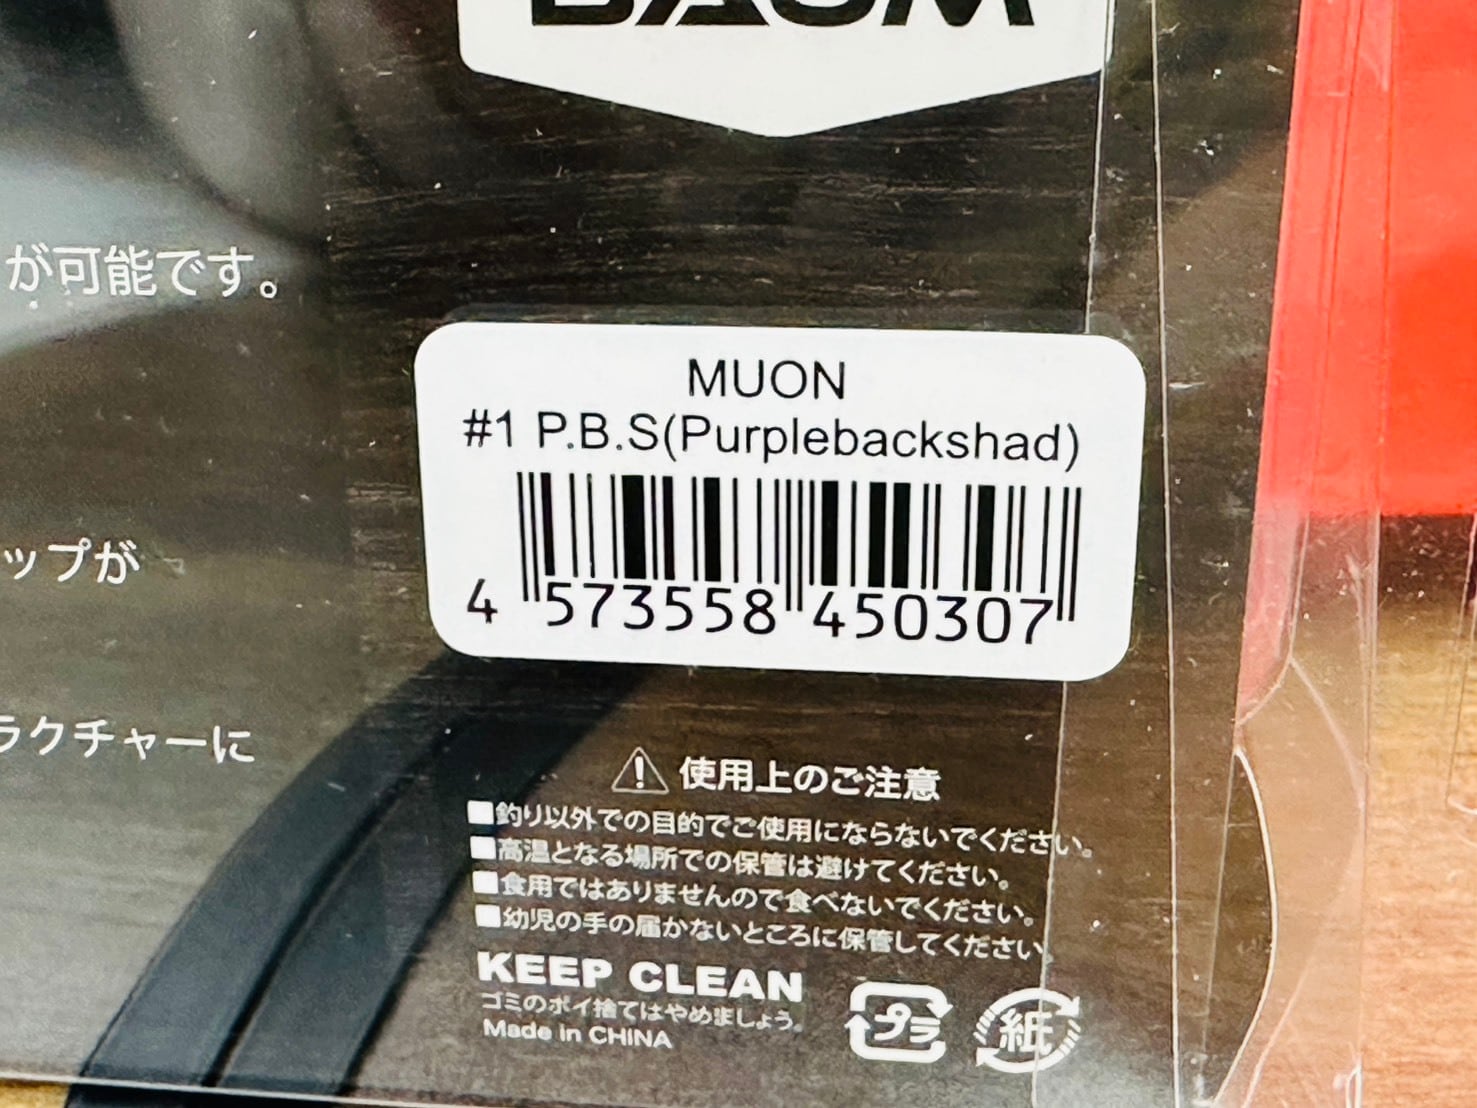 BAUM
が可能です。
MUON
#1 P.B.S(Purplebackshad)
4 573558 450307
ップが
ラクチャーに
使用上のご注意
■釣り以外での目的でご使用にならないでください。
■高温となる場所での保管は避けてください。
■食用ではありませんので食べないでください。
■幼児の手の届かないところに保管してください
KEEP CLEAN
ゴミのポイ捨てはやめましょう。
Made in CHINA
プラ
紙